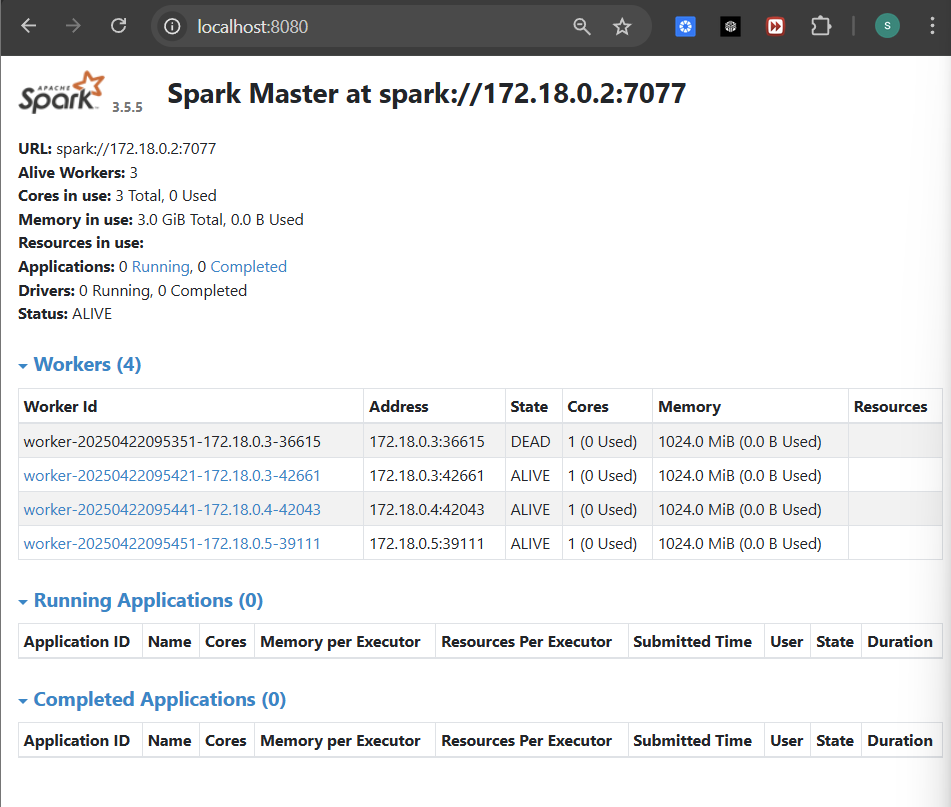 localhost:8080
S
APACHE
Spark 3.5.5 Spark Master at spark://172.18.0.2:7077
URL: spark://172.18.0.2:7077
Alive Workers: 3
Cores in use: 3 Total, 0 Used
Memory in use: 3.0 GiB Total, 0.0 B Used
Resources in use:
Applications: 0 Running, 0 Completed
Drivers: 0 Running, 0 Completed
Status: ALIVE
Workers (4)
Worker Id Address State Cores Memory Resources
worker-20250422095351-172.18.0.3-36615 172.18.0.3:36615 DEAD 1 (0 Used) 1024.0 MiB (0.0 B Used)
worker-20250422095421-172.18.0.3-42661 172.18.0.3:42661 ALIVE 1 (0 Used) 1024.0 MiB (0.0 B Used)
worker-20250422095441-172.18.0.4-42043 172.18.0.4:42043 ALIVE 1 (0 Used) 1024.0 MiB (0.0 B Used)
worker-20250422095451-172.18.0.5-39111 172.18.0.5:39111 ALIVE 1 (0 Used) 1024.0 MiB (0.0 B Used)
Running Applications (0)
Application ID Name Cores Memory per Executor Resources Per Executor Submitted Time User State Duration
Completed Applications (0)
Application ID Name Cores Memory per Executor Resources Per Executor Submitted Time User State Duration